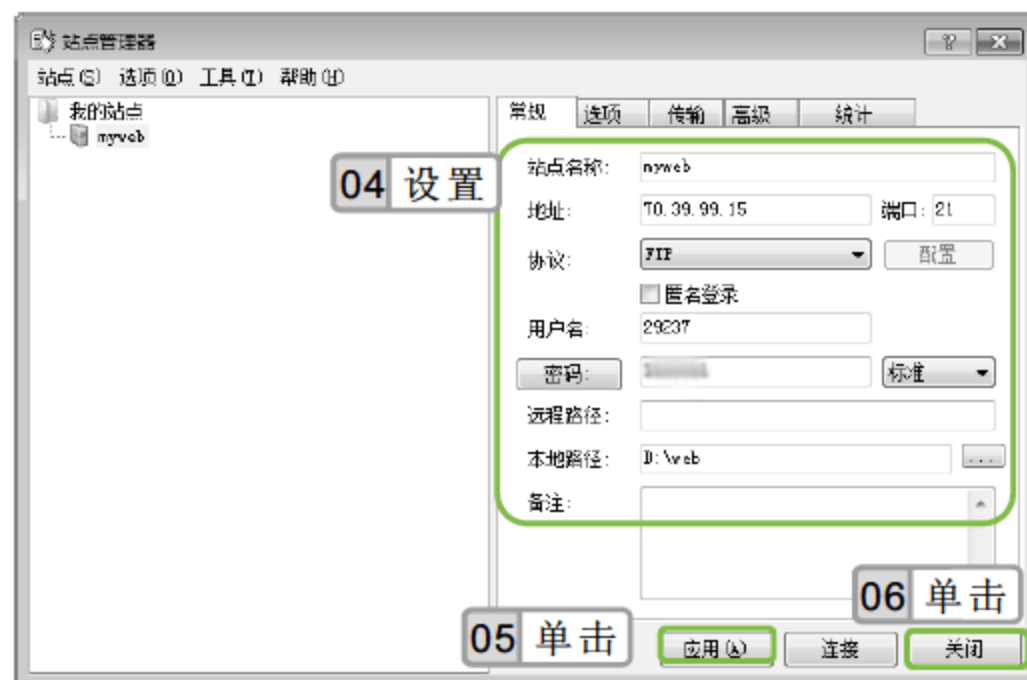 站点管理器
站点(S) 选项(O) 工具(T) 帮助(H)
我的站点
myweb
常规 选项 传输 高级 统计
04 设置
站点名称: myweb
地址: 70.39.99.15 端口: 21
协议: FTP 配置
匿名登录
用户名: 29237
密码: 标准
远程路径:
本地路径: D:\web ...
备注:
06 单击
05 单击
应用(A) 连接 关闭